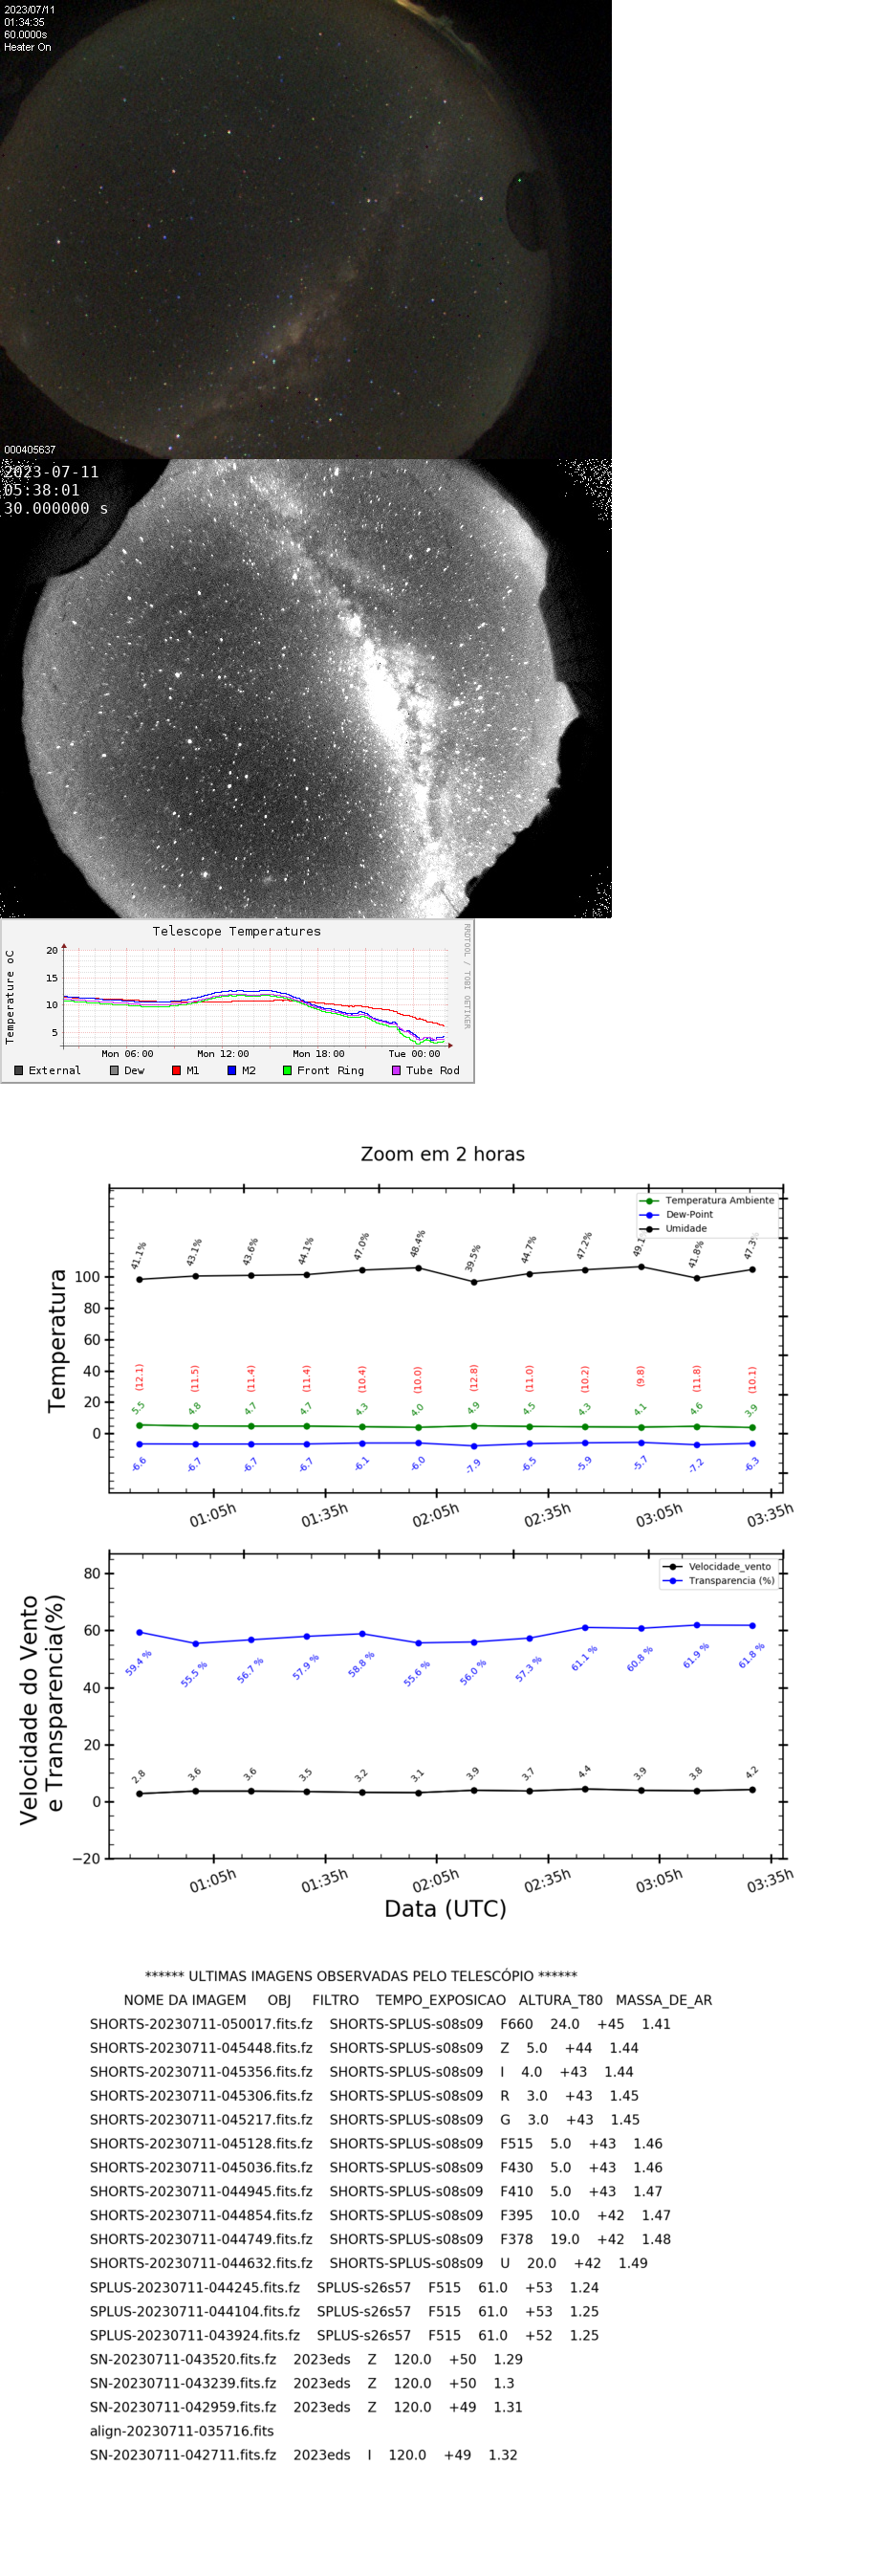 2023/07/11
01:34:35
60.0000s
Heater On
000405637
2023-07-11
05:38:01
30.000000 s
Telescope Temperatures
RRDTOOL / TOBI OETIKER
Temperature oC
20
15
10
5
Mon 06:00 Mon 12:00 Mon 18:00 Tue 00:00
External Dew M1 M2 Front Ring Tube Rod
Zoom em 2 horas
Temperatura Ambiente
Dew-Point
Umidade
Temperatura
100
80
60
40
20
0
41.1% 43.1% 43.6% 44.1% 47.0% 48.4% 39.5% 44.7% 47.2% 49.1 41.8% 47.3%
(12.1) (11.5) (11.4) (11.4) (10.4) (10.0) (12.8) (11.0) (10.2) (9.8) (11.8) (10.1)
5.5 4.8 4.7 4.7 4.3 4.0 4.9 4.5 4.3 4.1 4.6 3.9
-6.6 -6.7 -6.7 -6.7 -6.1 -6.0 -7.9 -6.5 -5.9 -5.7 -7.2 -6.3
01:05h 01:35h 02:05h 02:35h 03:05h 03:35h
Velocidade_vento
Transparencia (%)
Velocidade do Vento
e Transparencia(%)
80
60
40
20
0
−20
59.4 % 55.5 % 56.7 % 57.9 % 58.8 % 55.6 % 56.0 % 57.3 % 61.1 % 60.8 % 61.9 % 61.8 %
2.8 3.6 3.6 3.5 3.2 3.1 3.9 3.7 4.4 3.9 3.8 4.2
01:05h 01:35h 02:05h 02:35h 03:05h 03:35h
Data (UTC)
****** ULTIMAS IMAGENS OBSERVADAS PELO TELESCÓPIO ******
NOME DA IMAGEM OBJ FILTRO TEMPO_EXPOSICAO ALTURA_T80 MASSA_DE_AR
SHORTS-20230711-050017.fits.fz SHORTS-SPLUS-s08s09 F660 24.0 +45 1.41
SHORTS-20230711-045448.fits.fz SHORTS-SPLUS-s08s09 Z 5.0 +44 1.44
SHORTS-20230711-045356.fits.fz SHORTS-SPLUS-s08s09 I 4.0 +43 1.44
SHORTS-20230711-045306.fits.fz SHORTS-SPLUS-s08s09 R 3.0 +43 1.45
SHORTS-20230711-045217.fits.fz SHORTS-SPLUS-s08s09 G 3.0 +43 1.45
SHORTS-20230711-045128.fits.fz SHORTS-SPLUS-s08s09 F515 5.0 +43 1.46
SHORTS-20230711-045036.fits.fz SHORTS-SPLUS-s08s09 F430 5.0 +43 1.46
SHORTS-20230711-044945.fits.fz SHORTS-SPLUS-s08s09 F410 5.0 +43 1.47
SHORTS-20230711-044854.fits.fz SHORTS-SPLUS-s08s09 F395 10.0 +42 1.47
SHORTS-20230711-044749.fits.fz SHORTS-SPLUS-s08s09 F378 19.0 +42 1.48
SHORTS-20230711-044632.fits.fz SHORTS-SPLUS-s08s09 U 20.0 +42 1.49
SPLUS-20230711-044245.fits.fz SPLUS-s26s57 F515 61.0 +53 1.24
SPLUS-20230711-044104.fits.fz SPLUS-s26s57 F515 61.0 +53 1.25
SPLUS-20230711-043924.fits.fz SPLUS-s26s57 F515 61.0 +52 1.25
SN-20230711-043520.fits.fz 2023eds Z 120.0 +50 1.29
SN-20230711-043239.fits.fz 2023eds Z 120.0 +50 1.3
SN-20230711-042959.fits.fz 2023eds Z 120.0 +49 1.31
align-20230711-035716.fits
SN-20230711-042711.fits.fz 2023eds I 120.0 +49 1.32